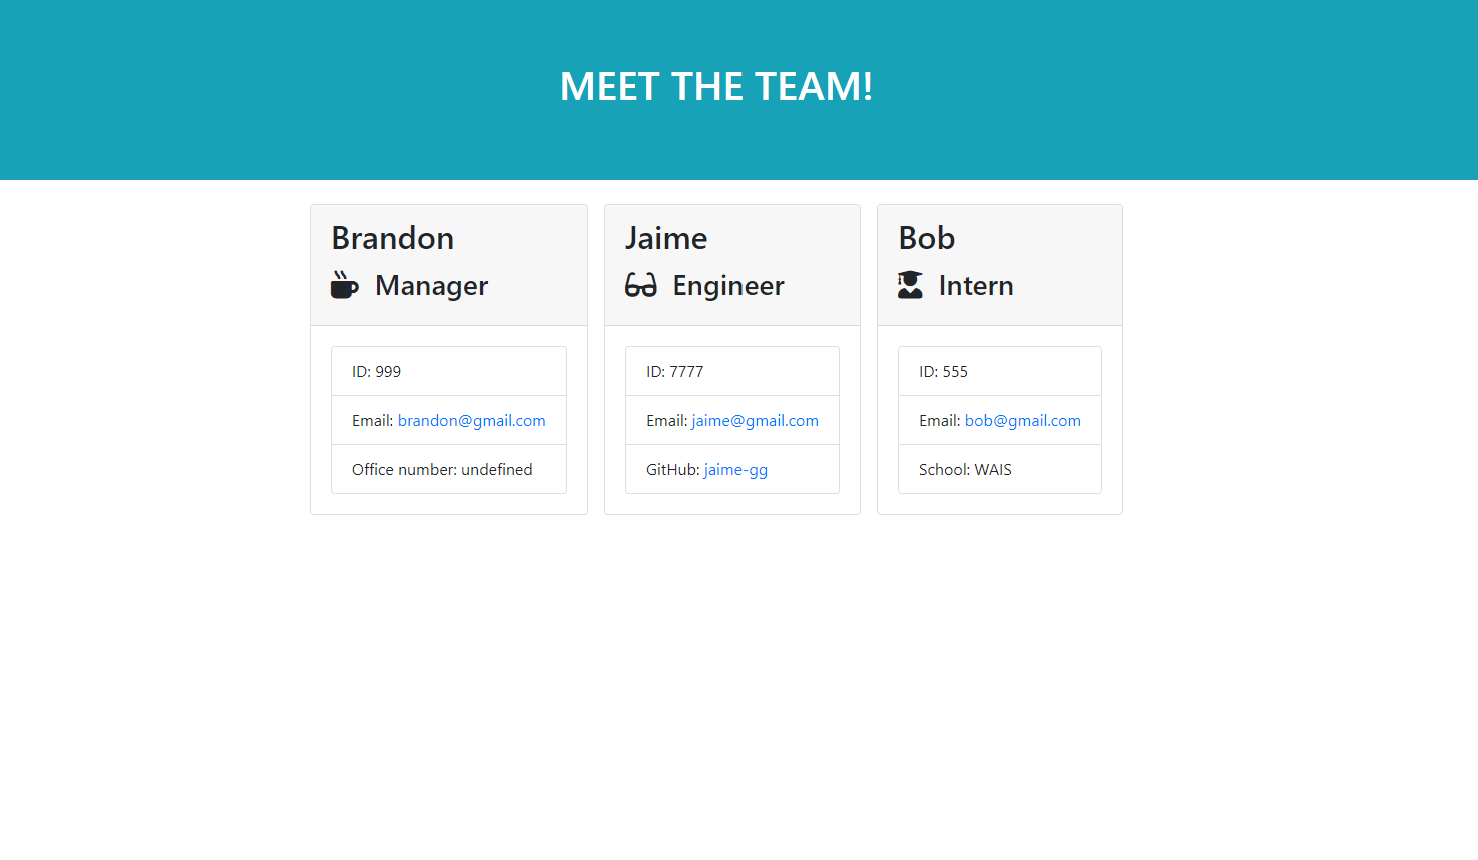 MEET THE TEAM!
Brandon
Manager
ID: 999
Email: brandon@gmail.com
Office number: undefined
Jaime
Engineer
ID: 7777
Email: jaime@gmail.com
GitHub: jaime-gg
Bob
Intern
ID: 555
Email: bob@gmail.com
School: WAIS